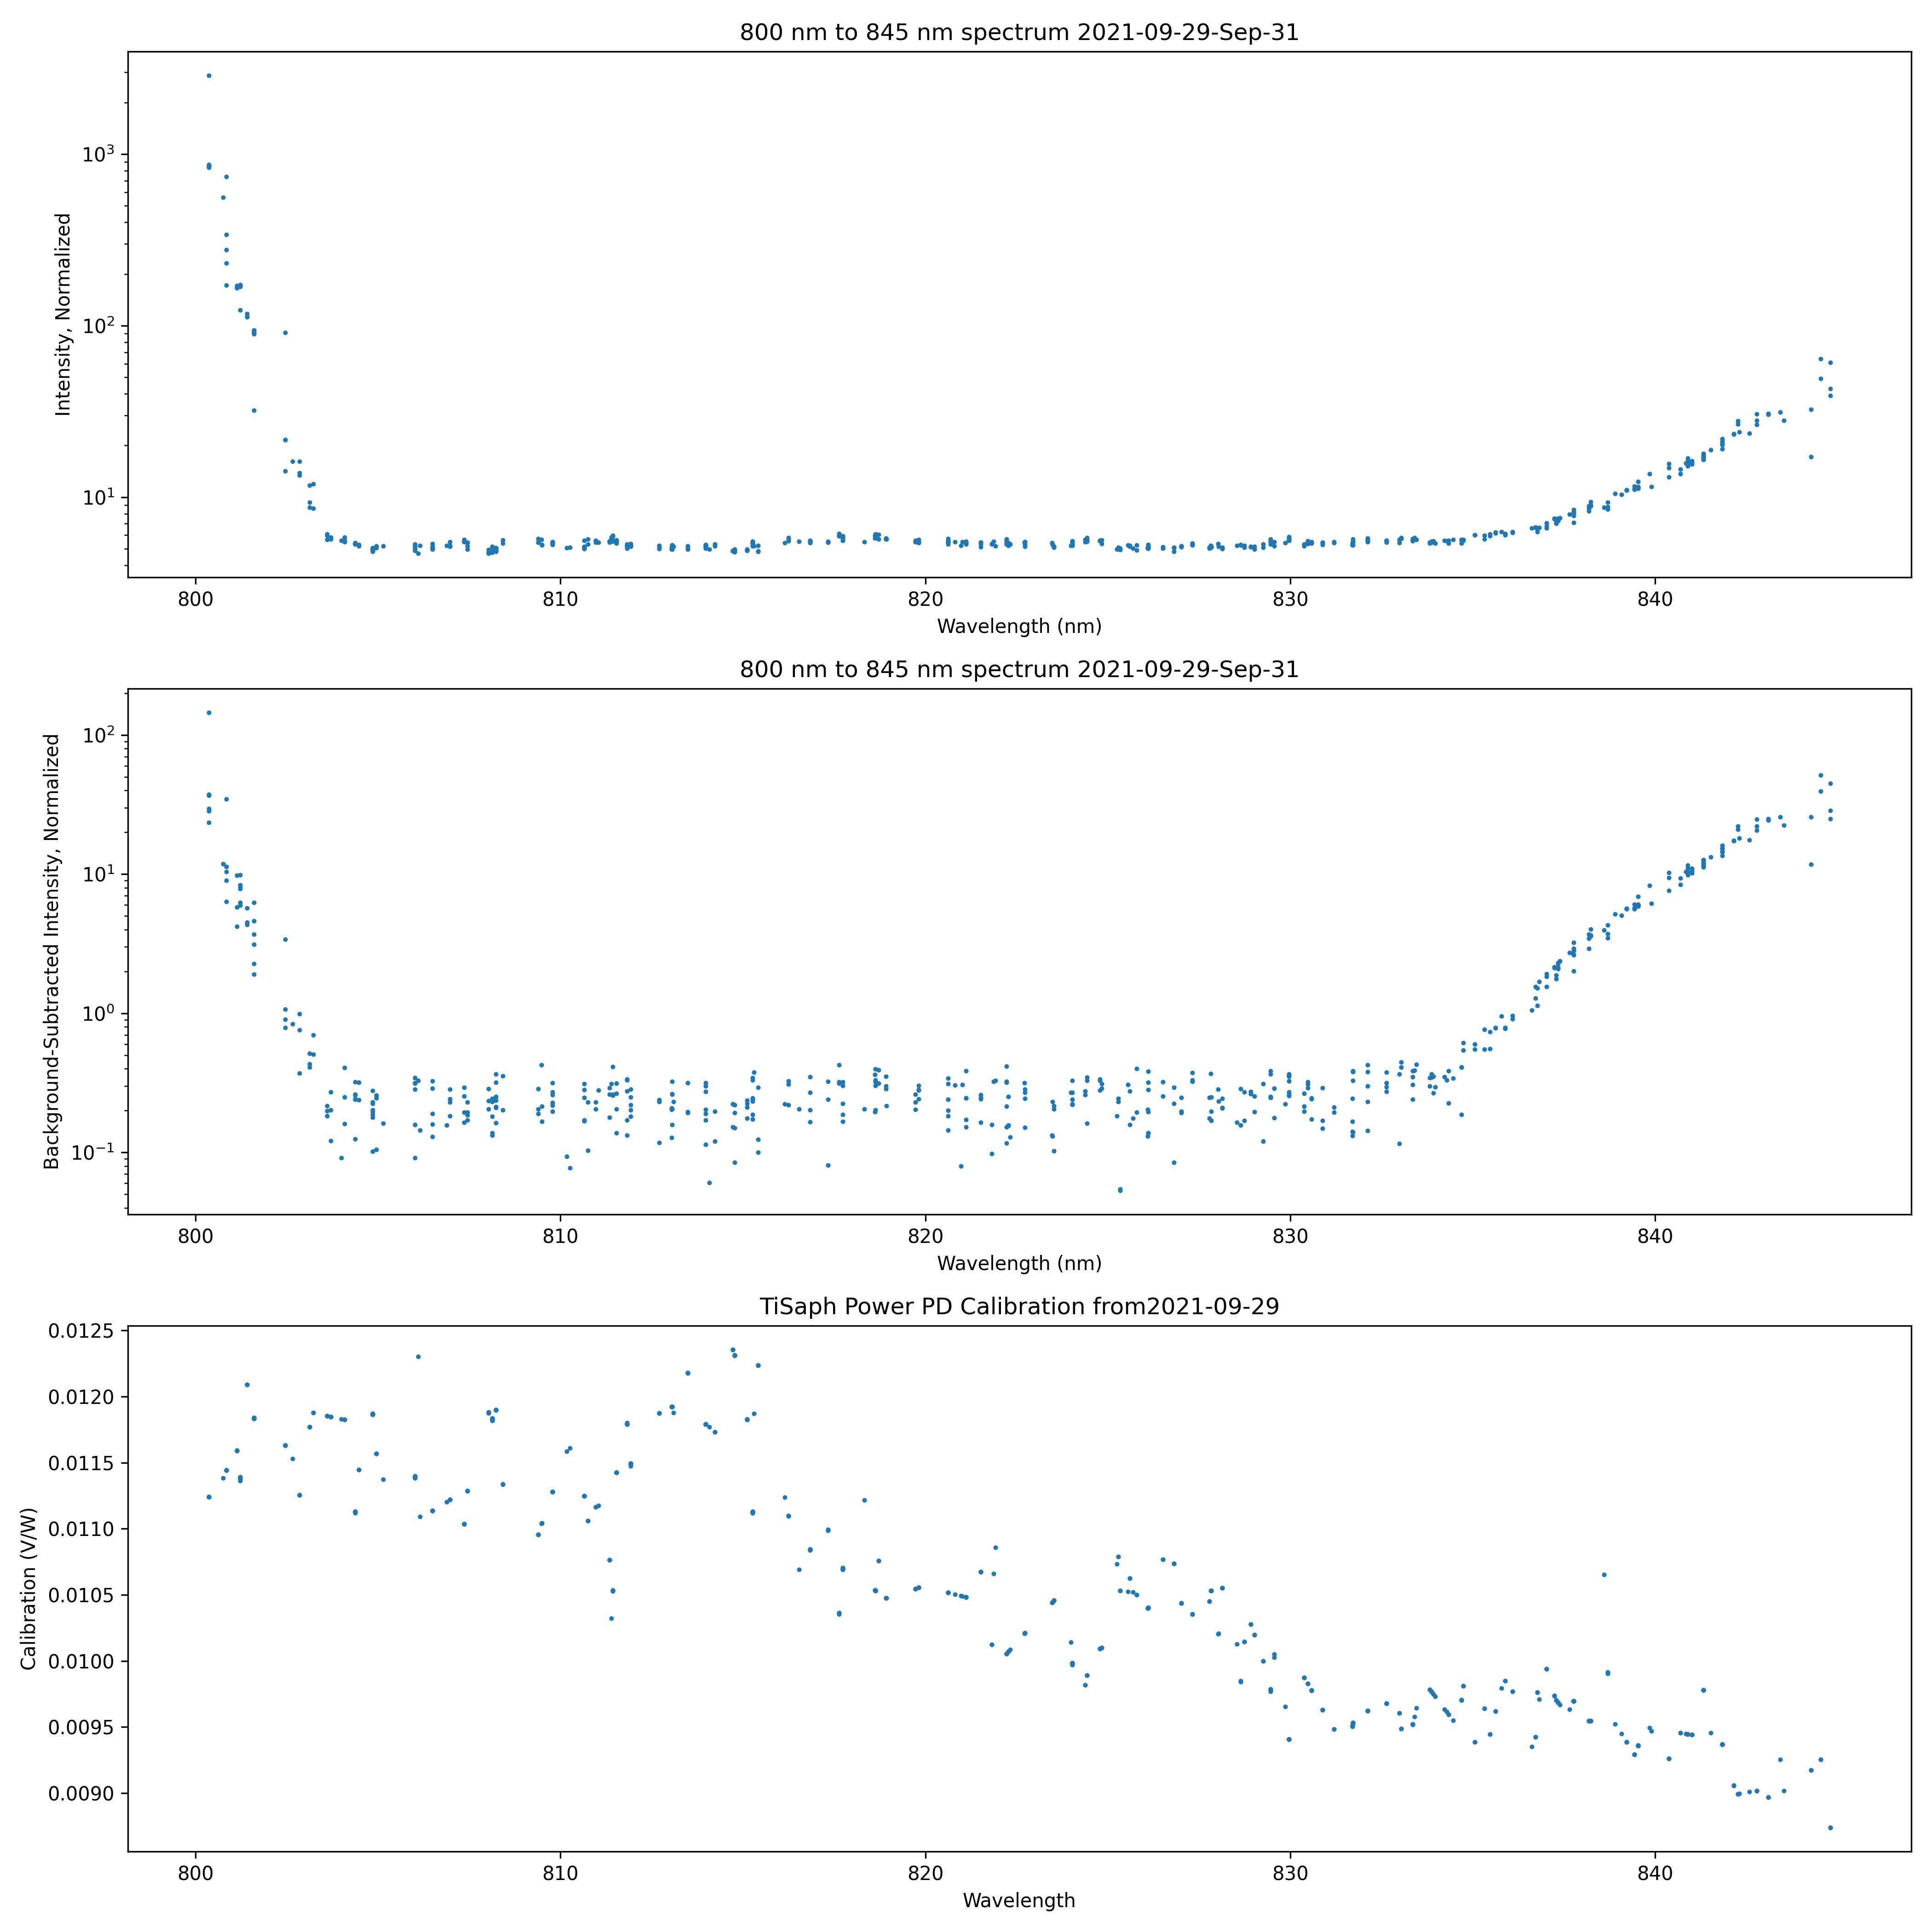 800 nm to 845 nm spectrum 2021-09-29-Sep-31
Intensity, Normalized
10³
10²
10¹
800 810 820 830 840
Wavelength (nm)
800 nm to 845 nm spectrum 2021-09-29-Sep-31
Background-Subtracted Intensity, Normalized
10²
10¹
10⁰
10⁻¹
800 810 820 830 840
Wavelength (nm)
TiSaph Power PD Calibration from2021-09-29
Calibration (V/W)
0.0125
0.0120
0.0115
0.0110
0.0105
0.0100
0.0095
0.0090
800 810 820 830 840
Wavelength